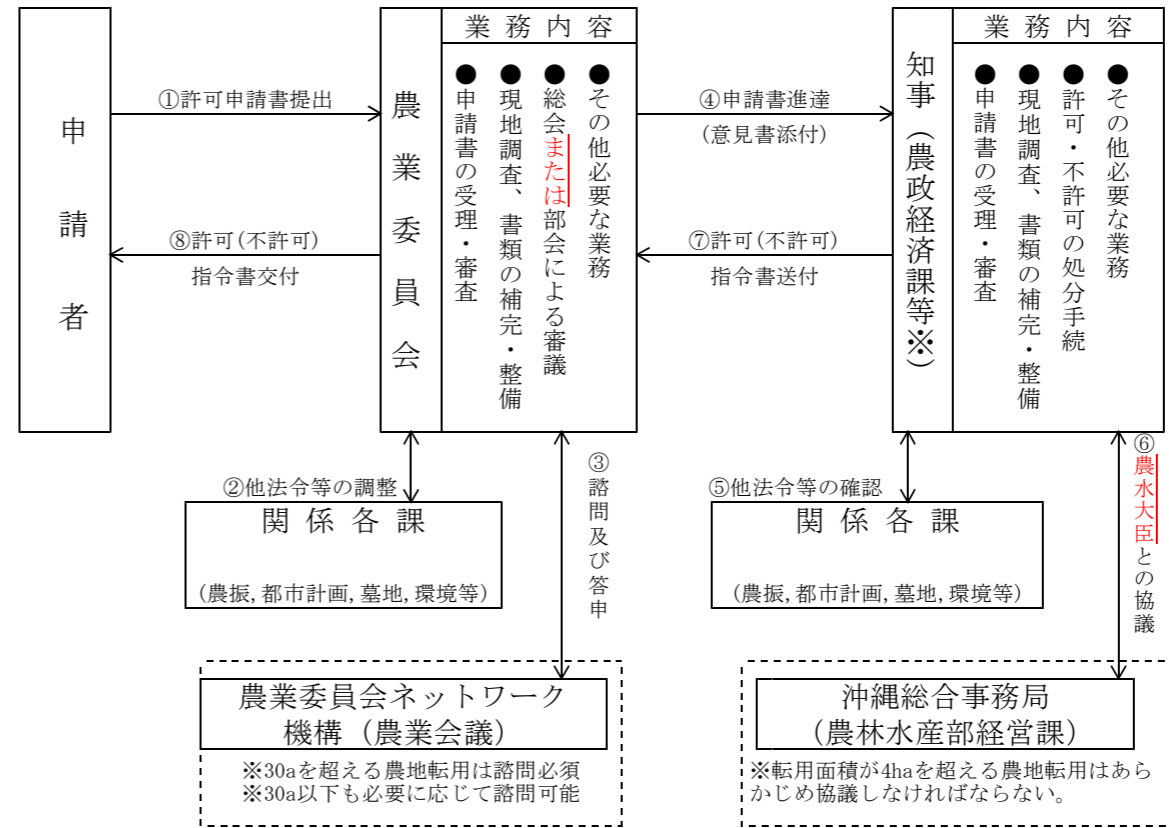 申請者
①許可申請書提出
⑧許可(不許可)
指令書交付
農業委員会
業務内容
●申請書の受理・審査
●現地調査、書類の補完・整備
●総会または部会による審議
●その他必要な業務
④申請書進達
(意見書添付)
⑦許可(不許可)
指令書送付
知事（農政経済課等※）
業務内容
●申請書の受理・審査
●現地調査、書類の補完・整備
●許可・不許可の処分手続
●その他必要な業務
②他法令等の調整
関係各課
(農振,都市計画,墓地,環境等)
③諮問及び答申
⑤他法令等の確認
関係各課
(農振,都市計画,墓地,環境等)
⑥農水大臣との協議
農業委員会ネットワーク
機構（農業会議）
※30aを超える農地転用は諮問必須
※30a以下も必要に応じて諮問可能
沖縄総合事務局
（農林水産部経営課）
※転用面積が4haを超える農地転用はあら
かじめ協議しなければならない。